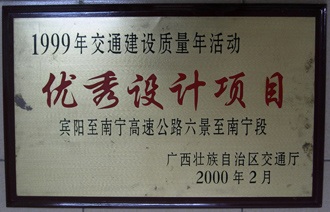 1999年交通建设质量年活动
优秀设计项目
宾阳至南宁高速公路六景至南宁段
广西壮族自治区交通厅
2000年2月